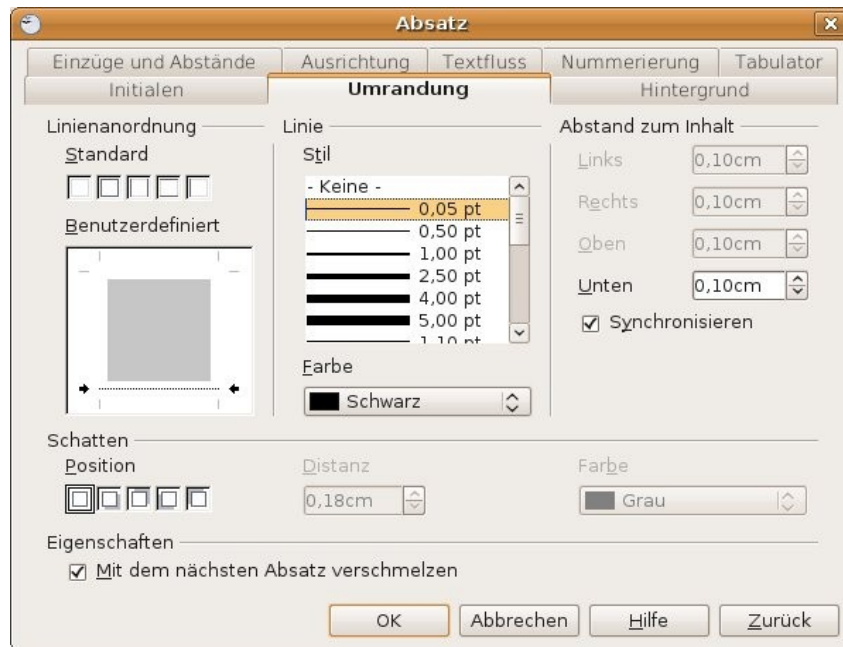 Absatz
Einzüge und Abstände Ausrichtung Textfluss Nummerierung Tabulator
Initialen Umrandung Hintergrund
Linienanordnung Linie Abstand zum Inhalt
Standard Stil Links 0,10cm
- Keine -
0,05 pt Rechts 0,10cm
Benutzerdefiniert 0,50 pt
1,00 pt Oben 0,10cm
2,50 pt Unten 0,10cm
4,00 pt
5,00 pt Synchronisieren
1,10 pt
Farbe
Schwarz
Schatten
Position Distanz Farbe
0,18cm Grau
Eigenschaften
Mit dem nächsten Absatz verschmelzen
OK Abbrechen Hilfe Zurück